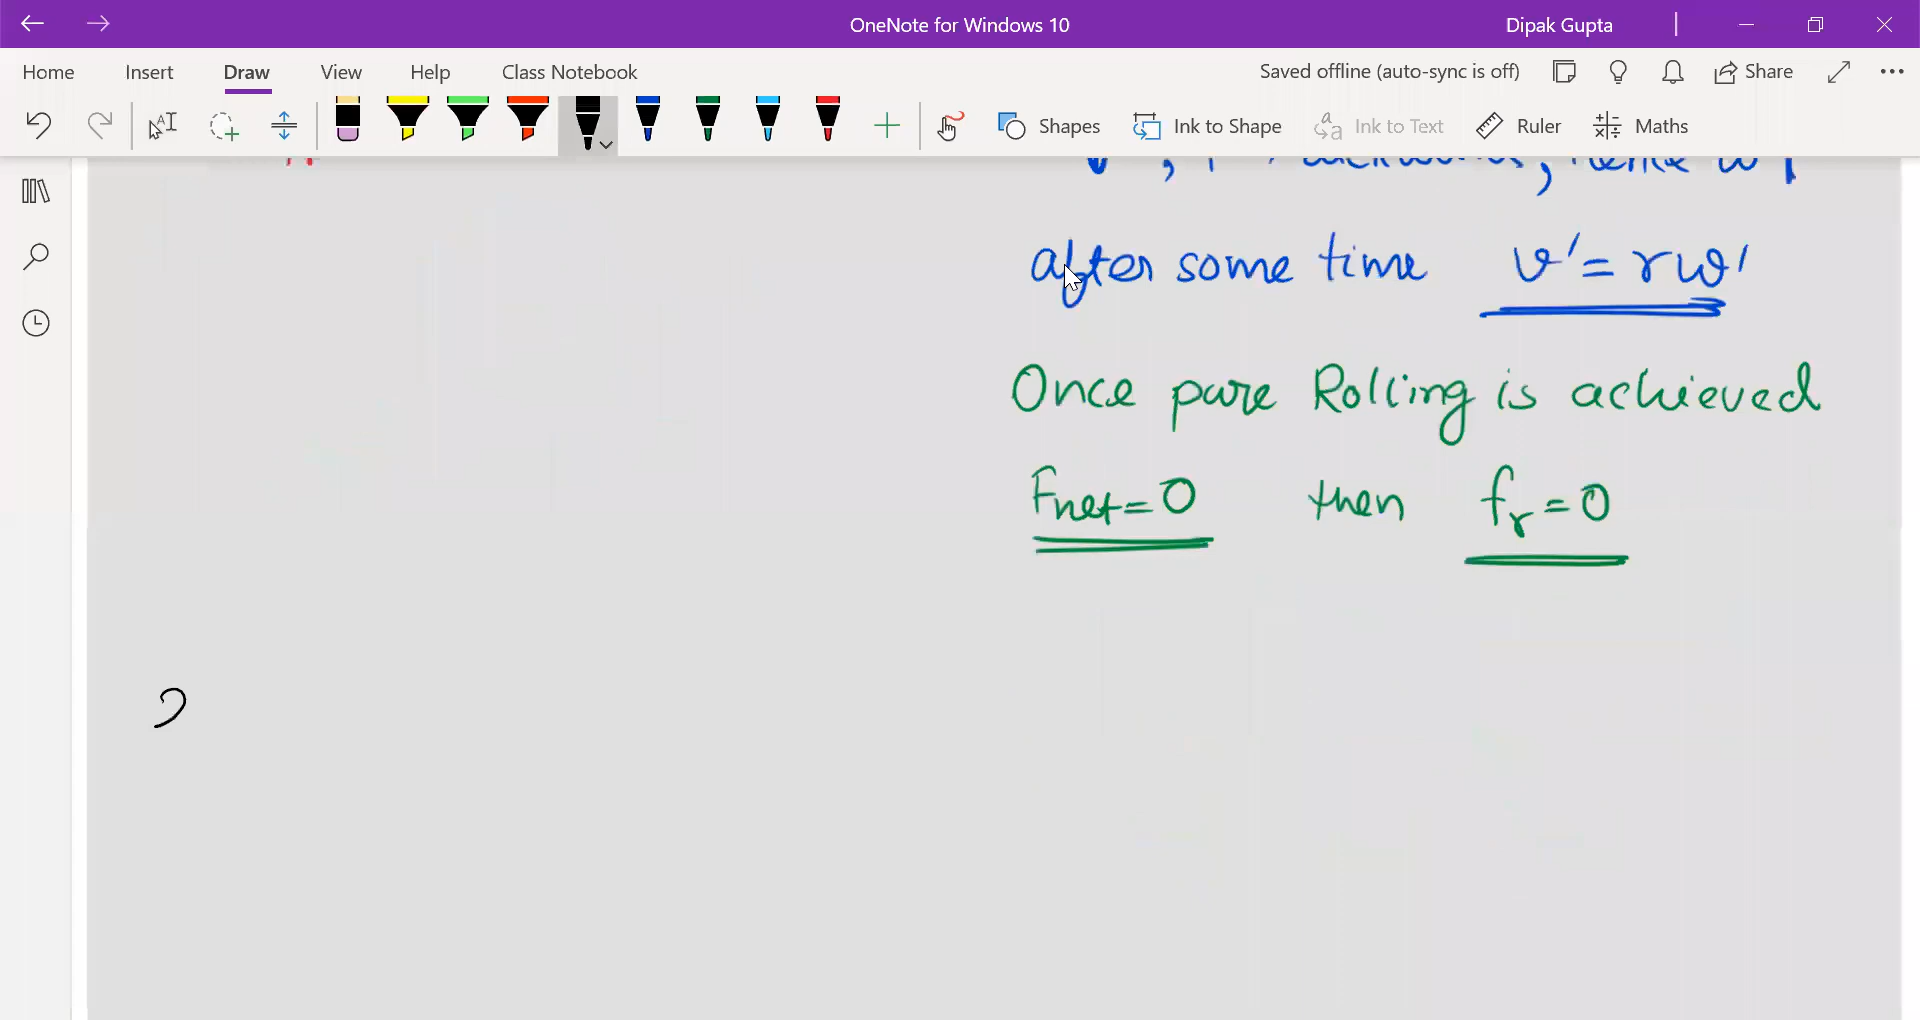 OneNote for Windows 10 Dipak Gupta
Home Insert Draw View Help Class Notebook Saved offline (auto-sync is off) Share
Shapes Ink to Shape Ink to Text Ruler Maths
after some time v' = rω'
Once pure Rolling is achieved
Fnet = 0 then fr = 0
2